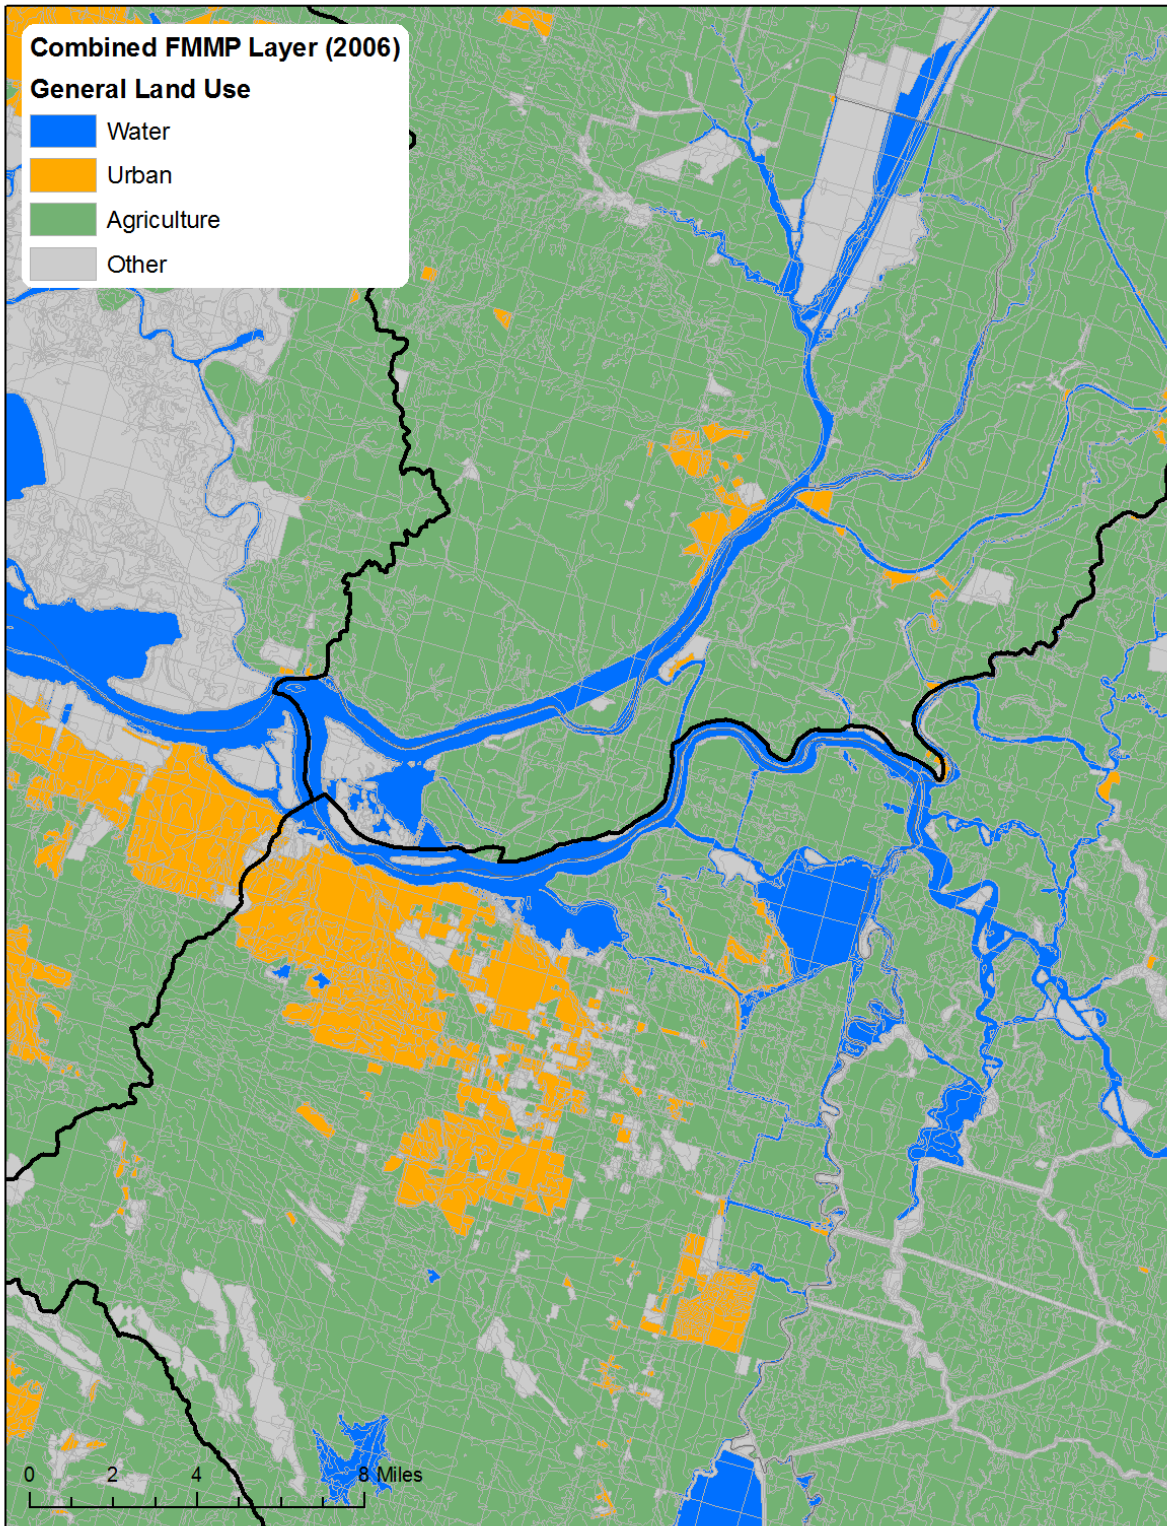 Combined FMMP Layer (2006)
General Land Use
Water
Urban
Agriculture
Other
0 2 4 8 Miles